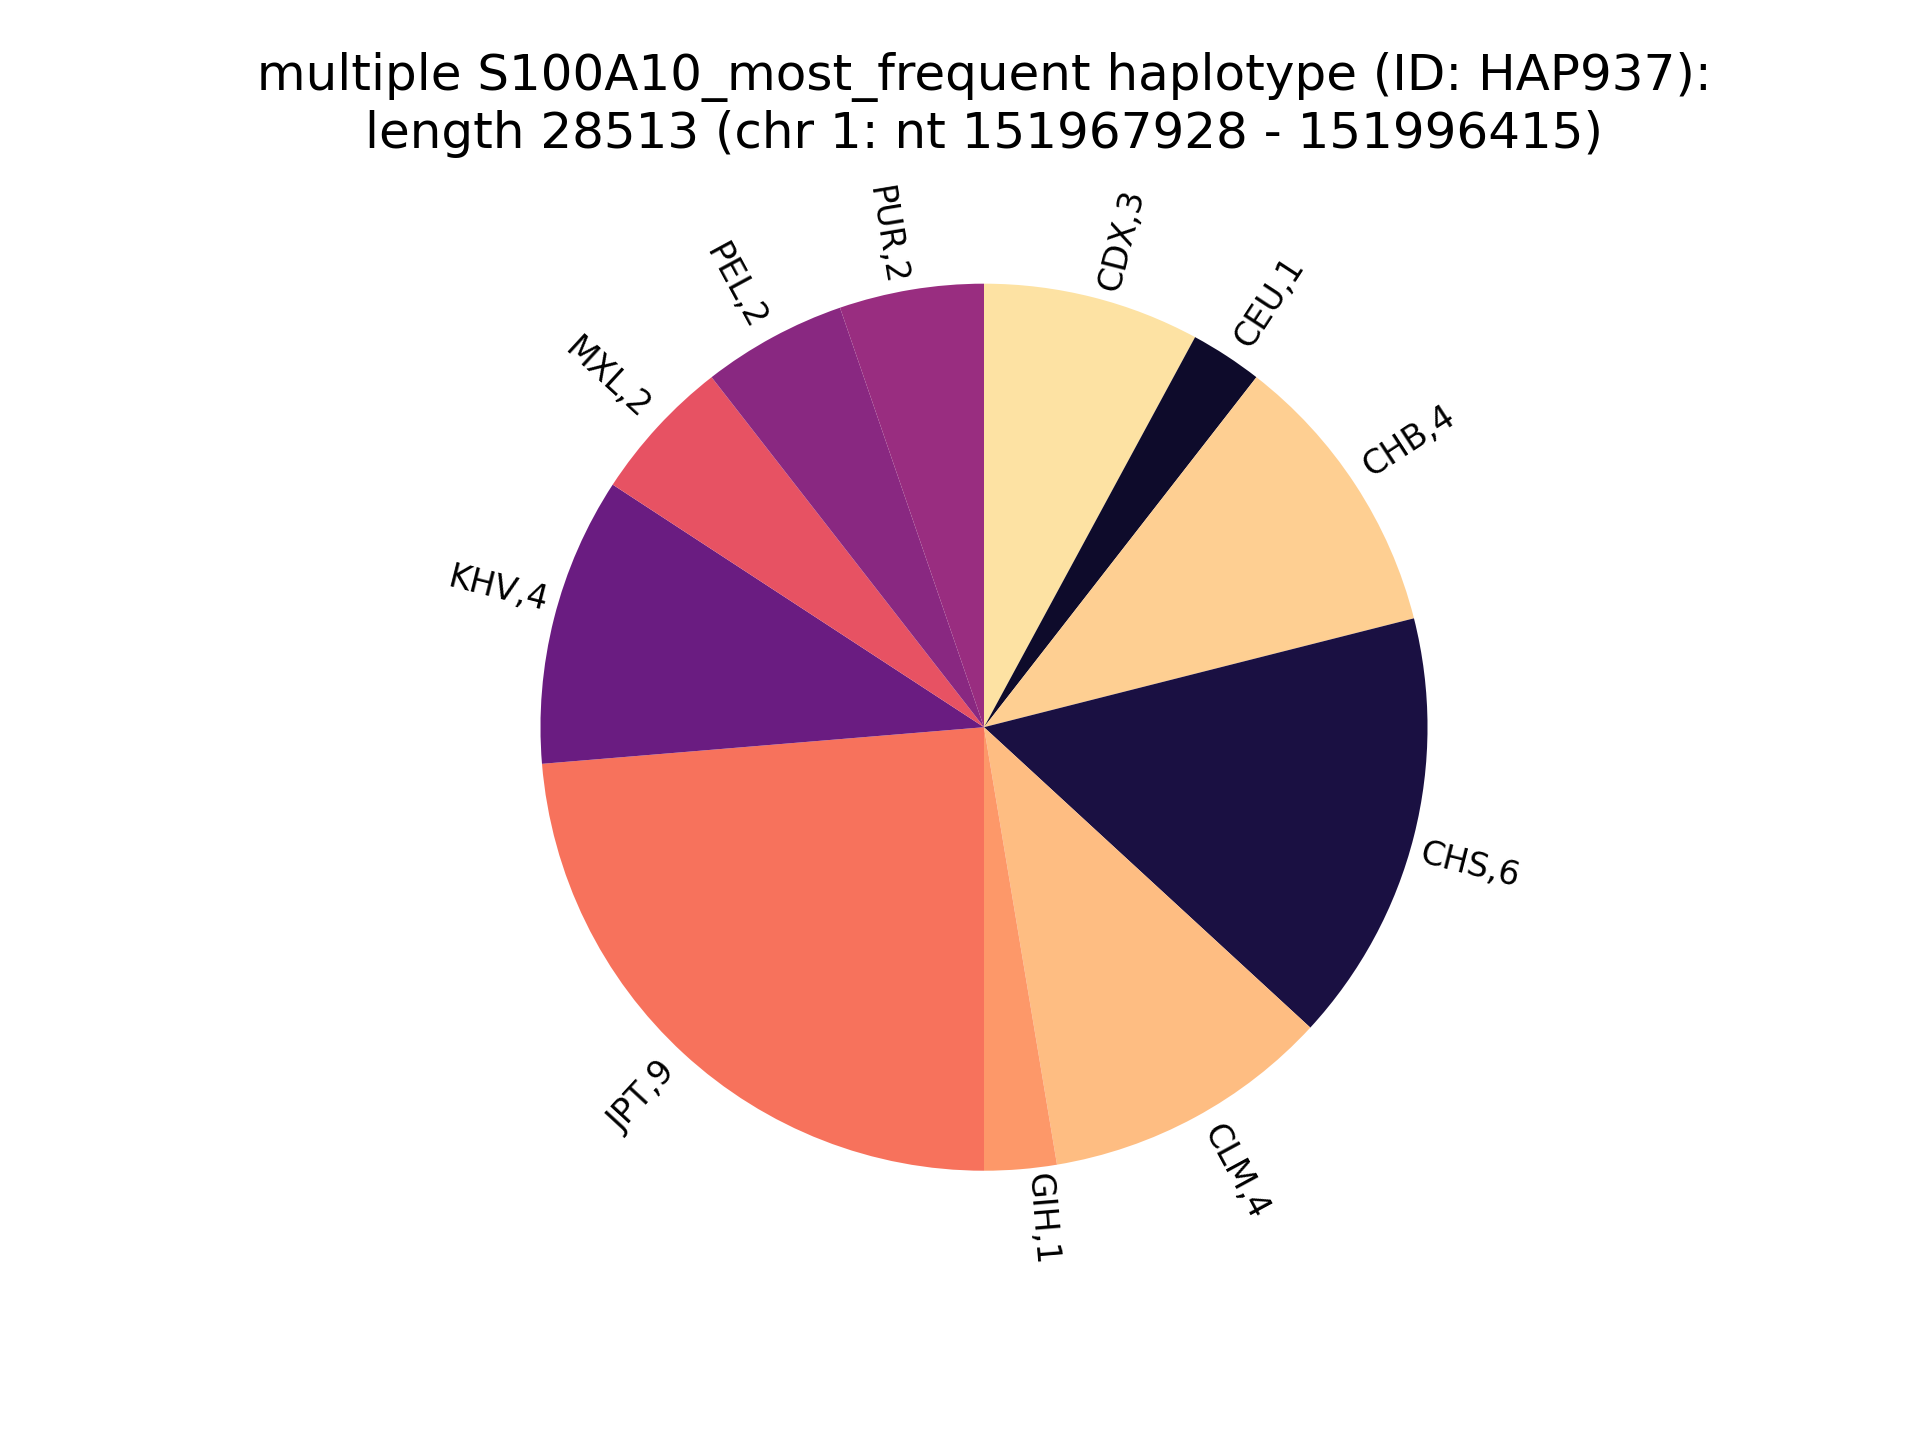 multiple S100A10_most_frequent haplotype (ID: HAP937):
length 28513 (chr 1: nt 151967928 - 151996415)
CDX,3
CEU,1
CHB,4
CHS,6
CLM,4
GIH,1
JPT,9
KHV,4
MXL,2
PEL,2
PUR,2